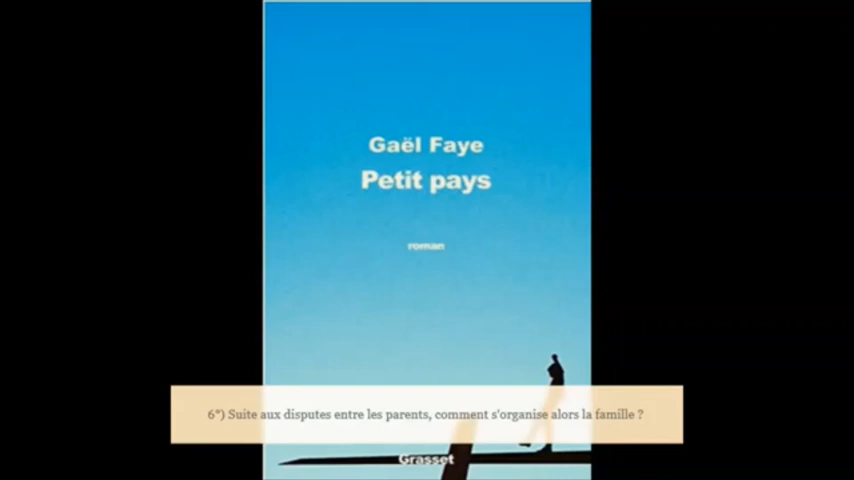 Gaël Faye
Petit pays
roman
6°) Suite aux disputes entre les parents, comment s'organise alors la famille ?
Grasset